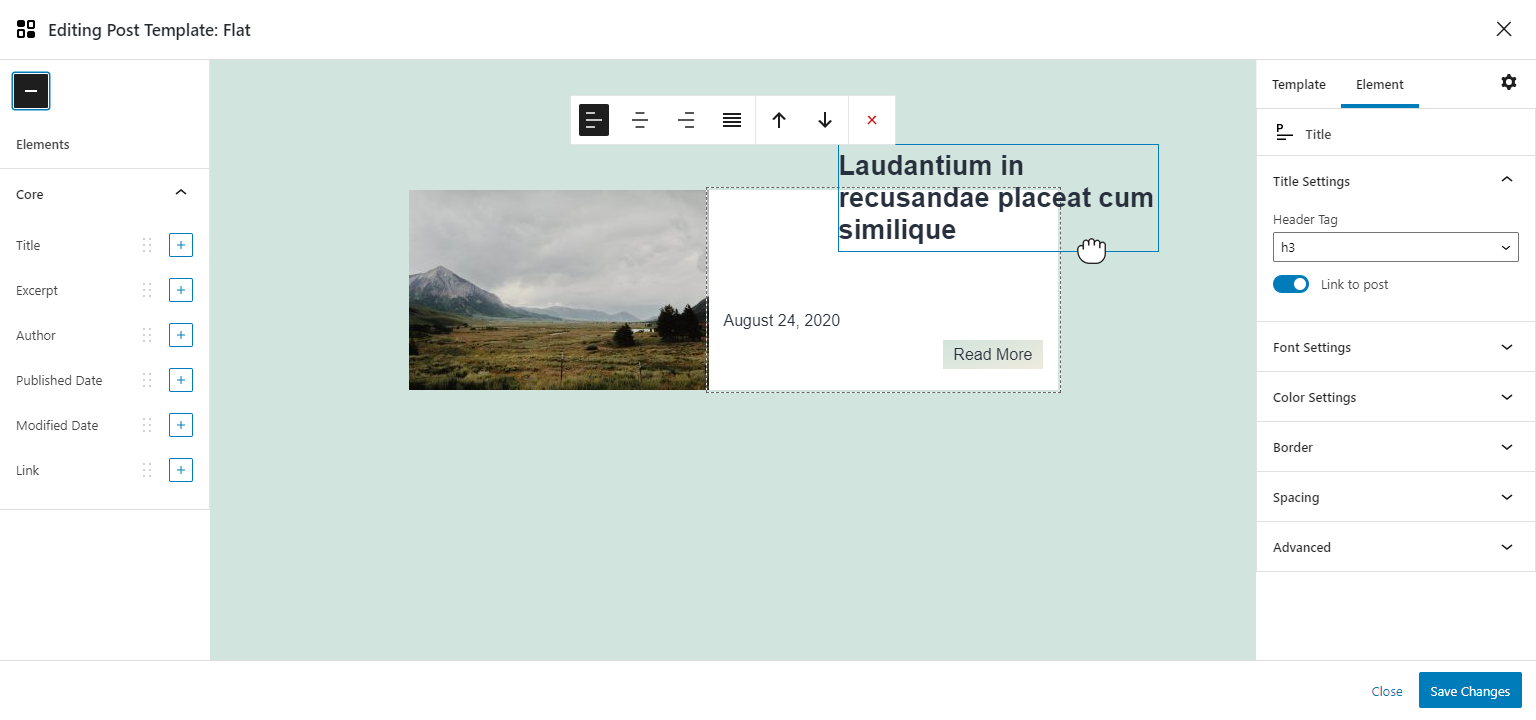 Editing Post Template: Flat
Elements
Core
Title
Excerpt
Author
Published Date
Modified Date
Link
Laudantium in
recusandae placeat cum
similique
August 24, 2020
Read More
Template Element
P
Title
Title Settings
Header Tag
h3
Link to post
Font Settings
Color Settings
Border
Spacing
Advanced
Close Save Changes